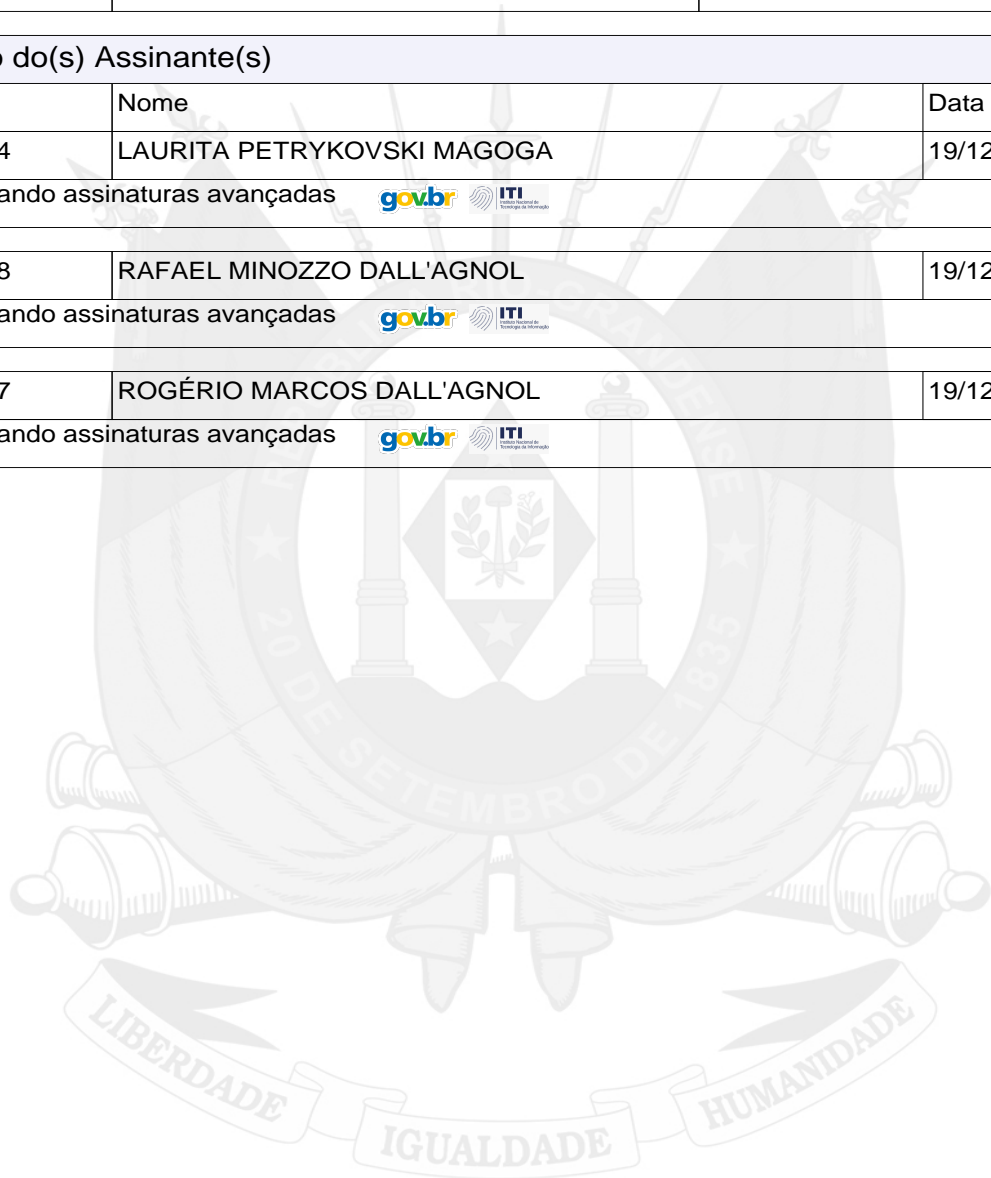 do(s) Assinante(s)
Nome Data
4 LAURITA PETRYKOVSKI MAGOGA 19/12
ando assinaturas avançadas gov.br ITI
8 RAFAEL MINOZZO DALL'AGNOL 19/12
ando assinaturas avançadas gov.br ITI
7 ROGÉRIO MARCOS DALL'AGNOL 19/12
ando assinaturas avançadas gov.br ITI
20 DE SETEMBRO DE 1835
LIBERDADE IGUALDADE HUMANIDADE